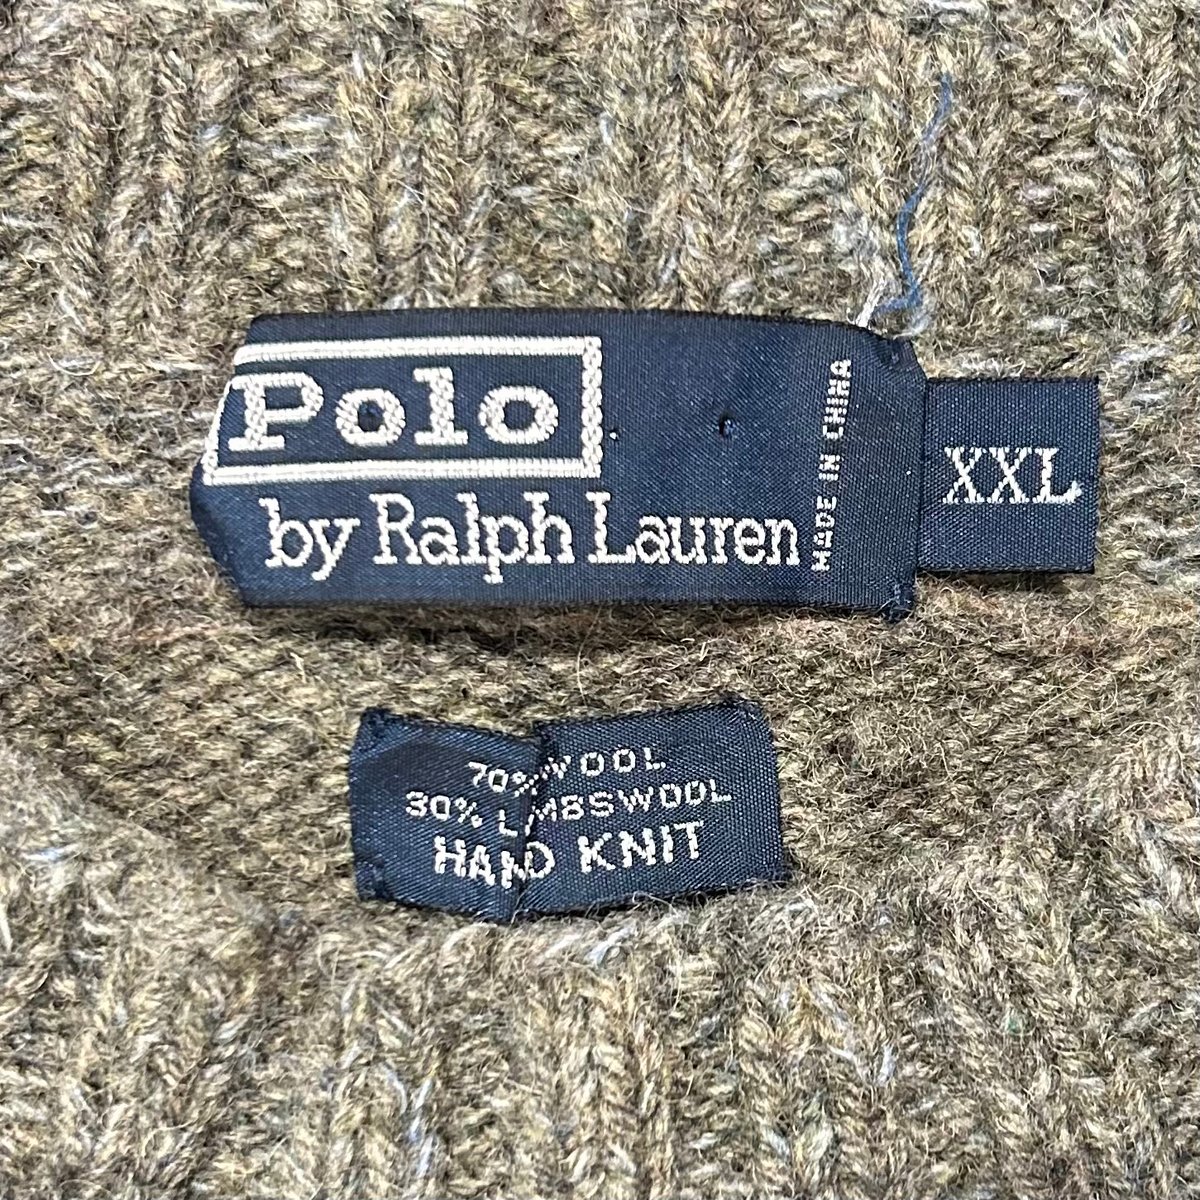 Polo
by Ralph Lauren
MADE IN CHINA
XXL
70% WOOL
30% LAMBSWOOL
HAND KNIT